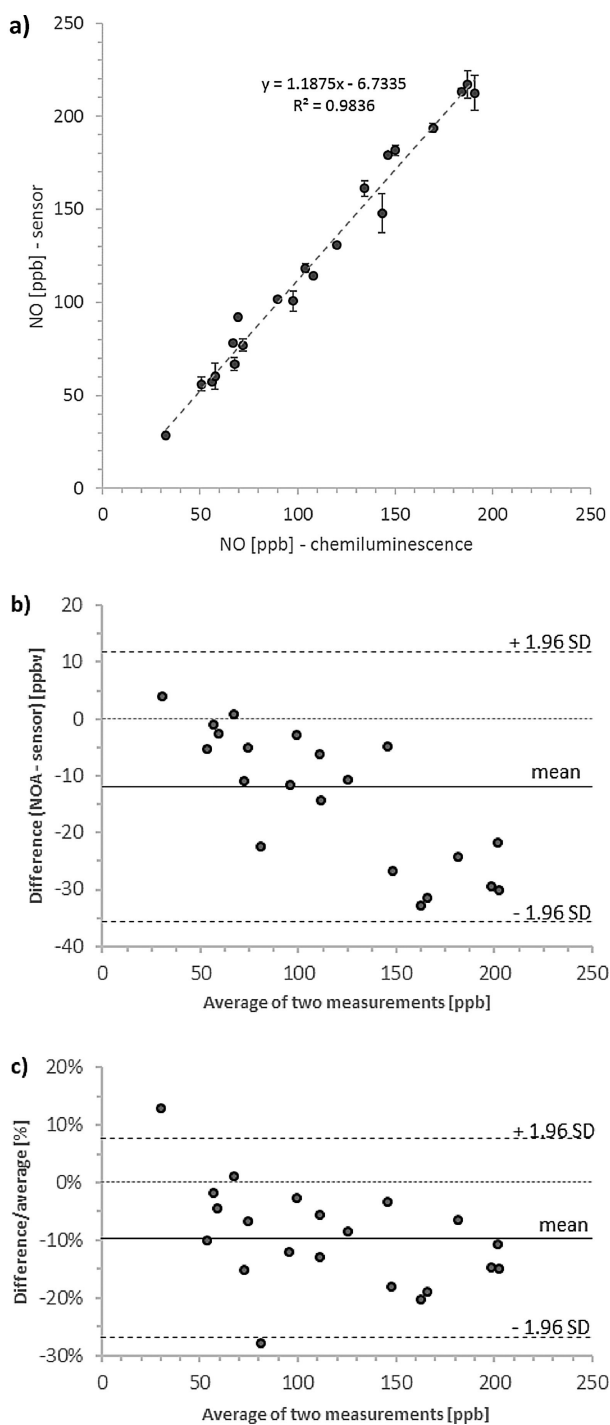 a)
250
200
150
100
50
0
NO [ppb] - sensor
y = 1.1875x - 6.7335
R² = 0.9836
0 50 100 150 200 250
NO [ppb] - chemiluminescence
b)
20
10
0
-10
-20
-30
-40
Difference (NOA - sensor) [ppbv]
+ 1.96 SD
mean
- 1.96 SD
0 50 100 150 200 250
Average of two measurements [ppb]
c)
20%
10%
0%
-10%
-20%
-30%
Difference/average [%]
+ 1.96 SD
mean
- 1.96 SD
0 50 100 150 200 250
Average of two measurements [ppb]